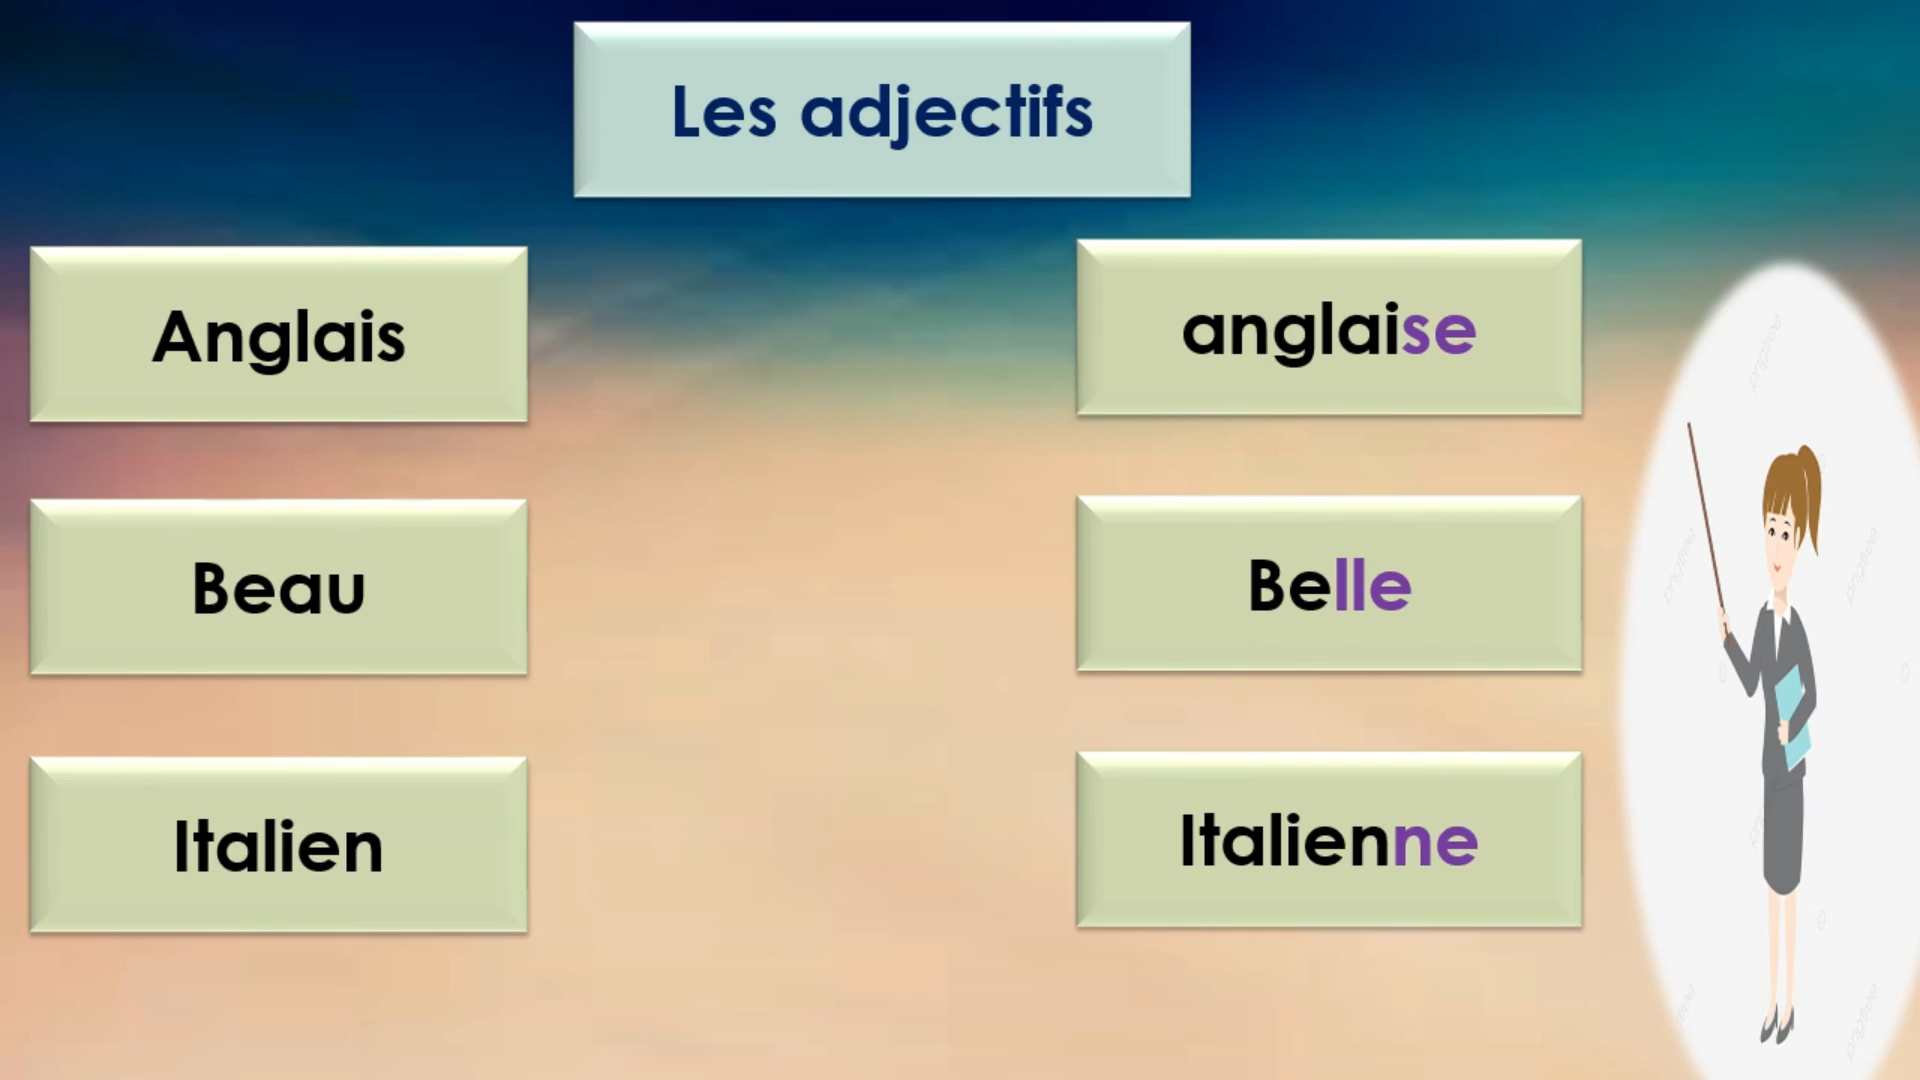 Les adjectifs
Anglais
anglaise
Beau
Belle
Italien
Italienne